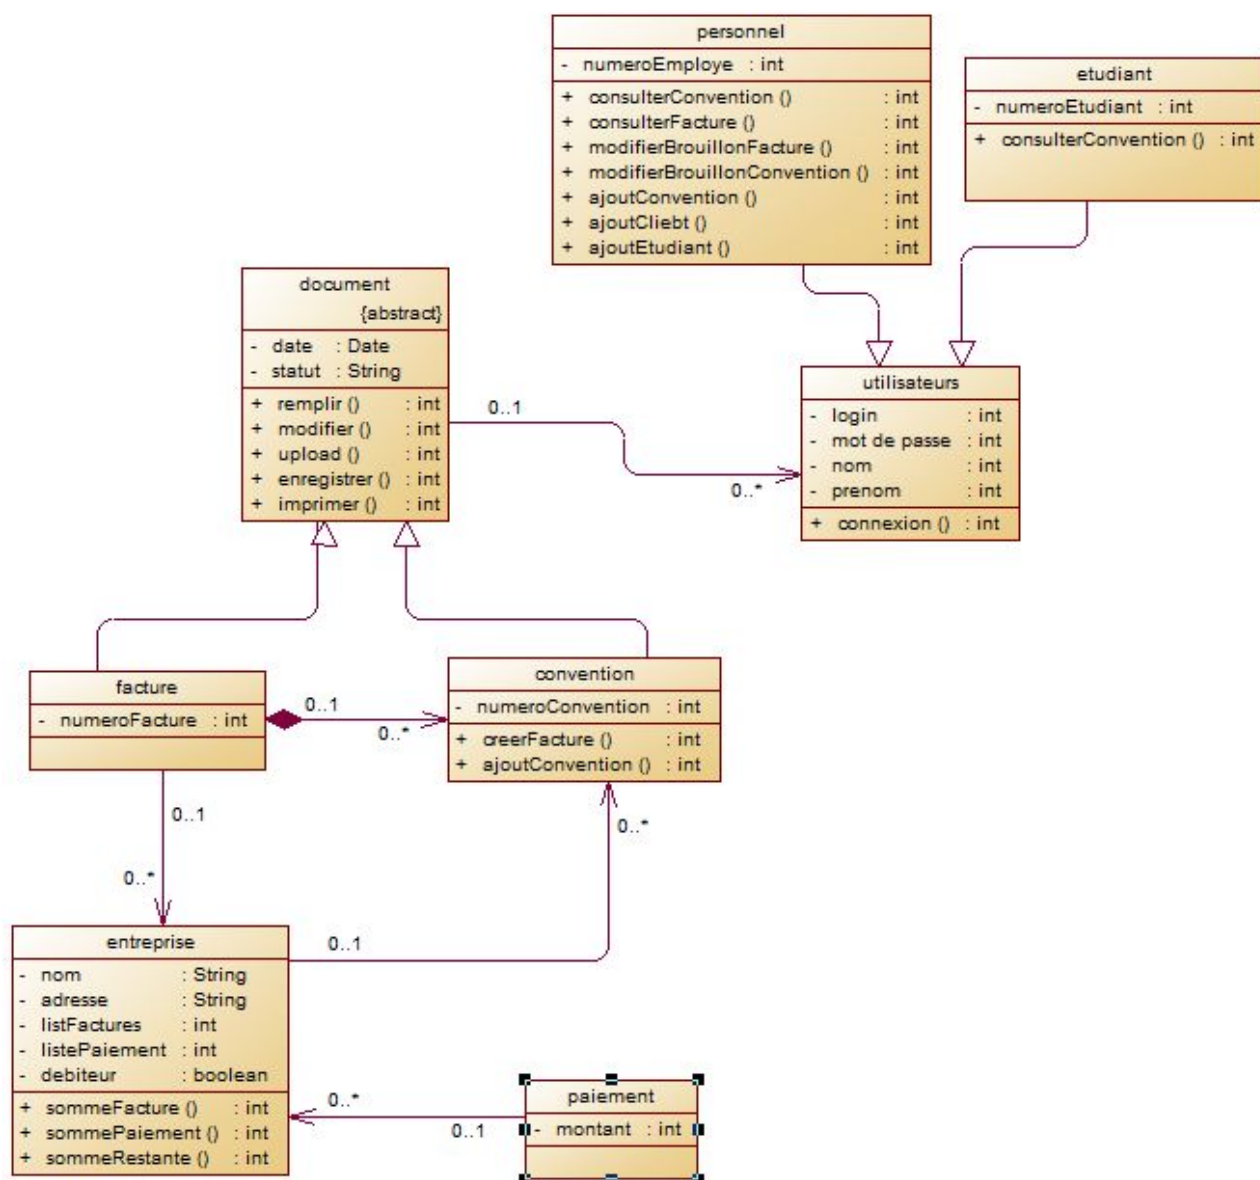 personnel
- numeroEmploye : int
+ consulterConvention () : int
+ consulterFacture () : int
+ modifierBrouillonFacture () : int
+ modifierBrouillonConvention () : int
+ ajoutConvention () : int
+ ajoutCliebt () : int
+ ajoutEtudiant () : int
etudiant
- numeroEtudiant : int
+ consulterConvention () : int
document
{abstract}
- date : Date
- statut : String
+ remplir () : int
+ modifier () : int
+ upload () : int
+ enregistrer () : int
+ imprimer () : int
0..1
0..*
utilisateurs
- login : int
- mot de passe : int
- nom : int
- prenom : int
+ connexion () : int
facture
- numeroFacture : int
0..1
0..*
convention
- numeroConvention : int
+ creerFacture () : int
+ ajoutConvention () : int
0..1
0..*
0..*
0..1
entreprise
- nom : String
- adresse : String
- listFactures : int
- listePaiement : int
- debiteur : boolean
+ sommeFacture () : int
+ sommePaiement () : int
+ sommeRestante () : int
0..*
0..1
paiement
- montant : int